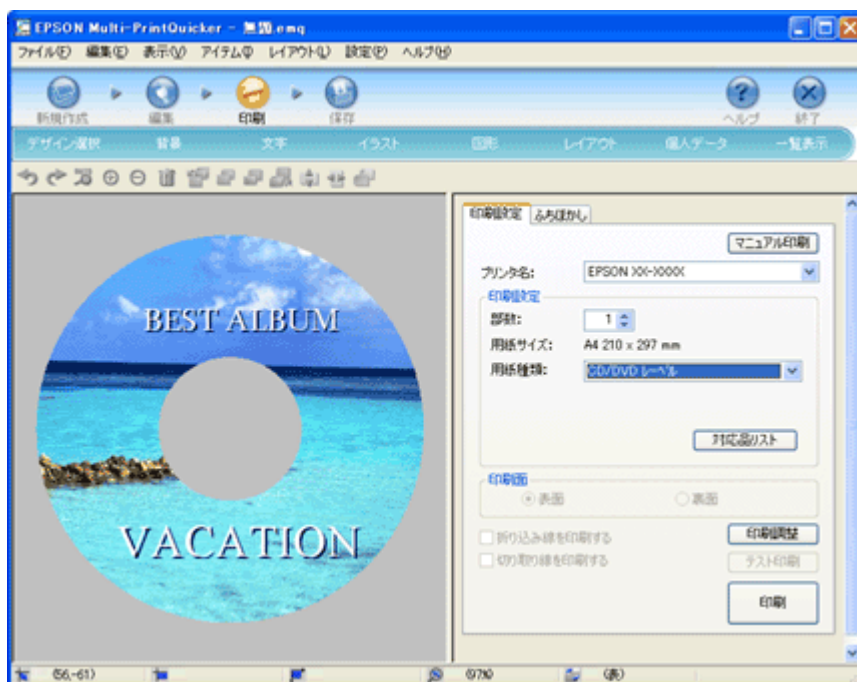 EPSON Multi-PrintQuicker - 無題.emq
ファイル(F) 編集(E) 表示(V) アイテム(I) レイアウト(L) 設定(P) ヘルプ(H)
新規作成 編集 印刷 保存 ヘルプ 終了
デザイン選択 背景 文字 イラスト 図形 レイアウト 個人データ 一覧表示
印刷設定 ふちぼかし
マニュアル印刷
プリンタ名: EPSON XX-XXXX
印刷設定
部数: 1
用紙サイズ: A4 210 x 297 mm
用紙種類: CD/DVD レーベル
対応品リスト
印刷面
表面 裏面
折り込み線を印刷する
印刷調整
切り取り線を印刷する
テスト印刷
印刷
BEST ALBUM
VACATION
(56,-61) (97%) (表)